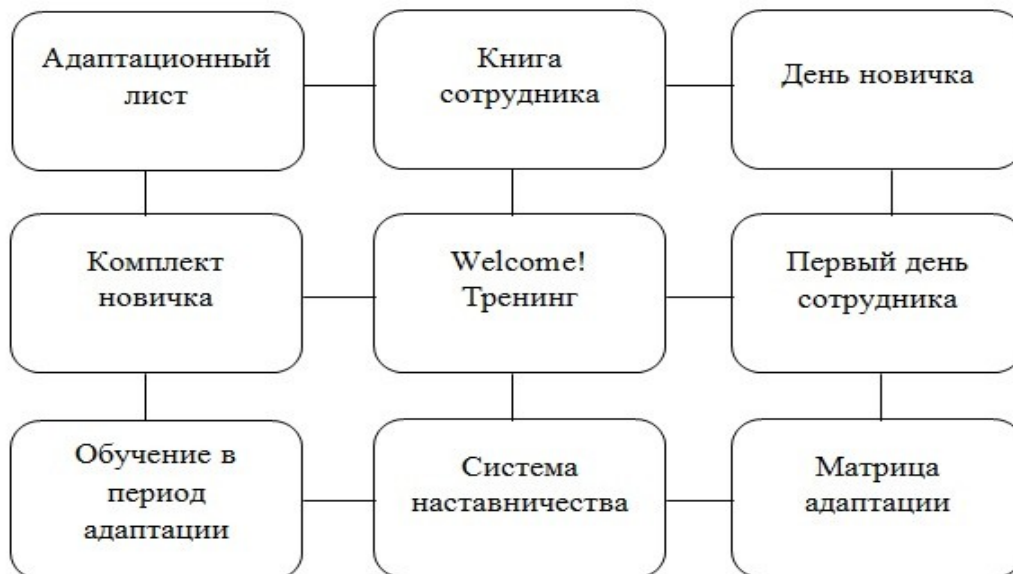 Адаптационный
лист
Книга
сотрудника
День новичка
Комплект
новичка
Welcome!
Тренинг
Первый день
сотрудника
Обучение в
период
адаптации
Система
наставничества
Матрица
адаптации